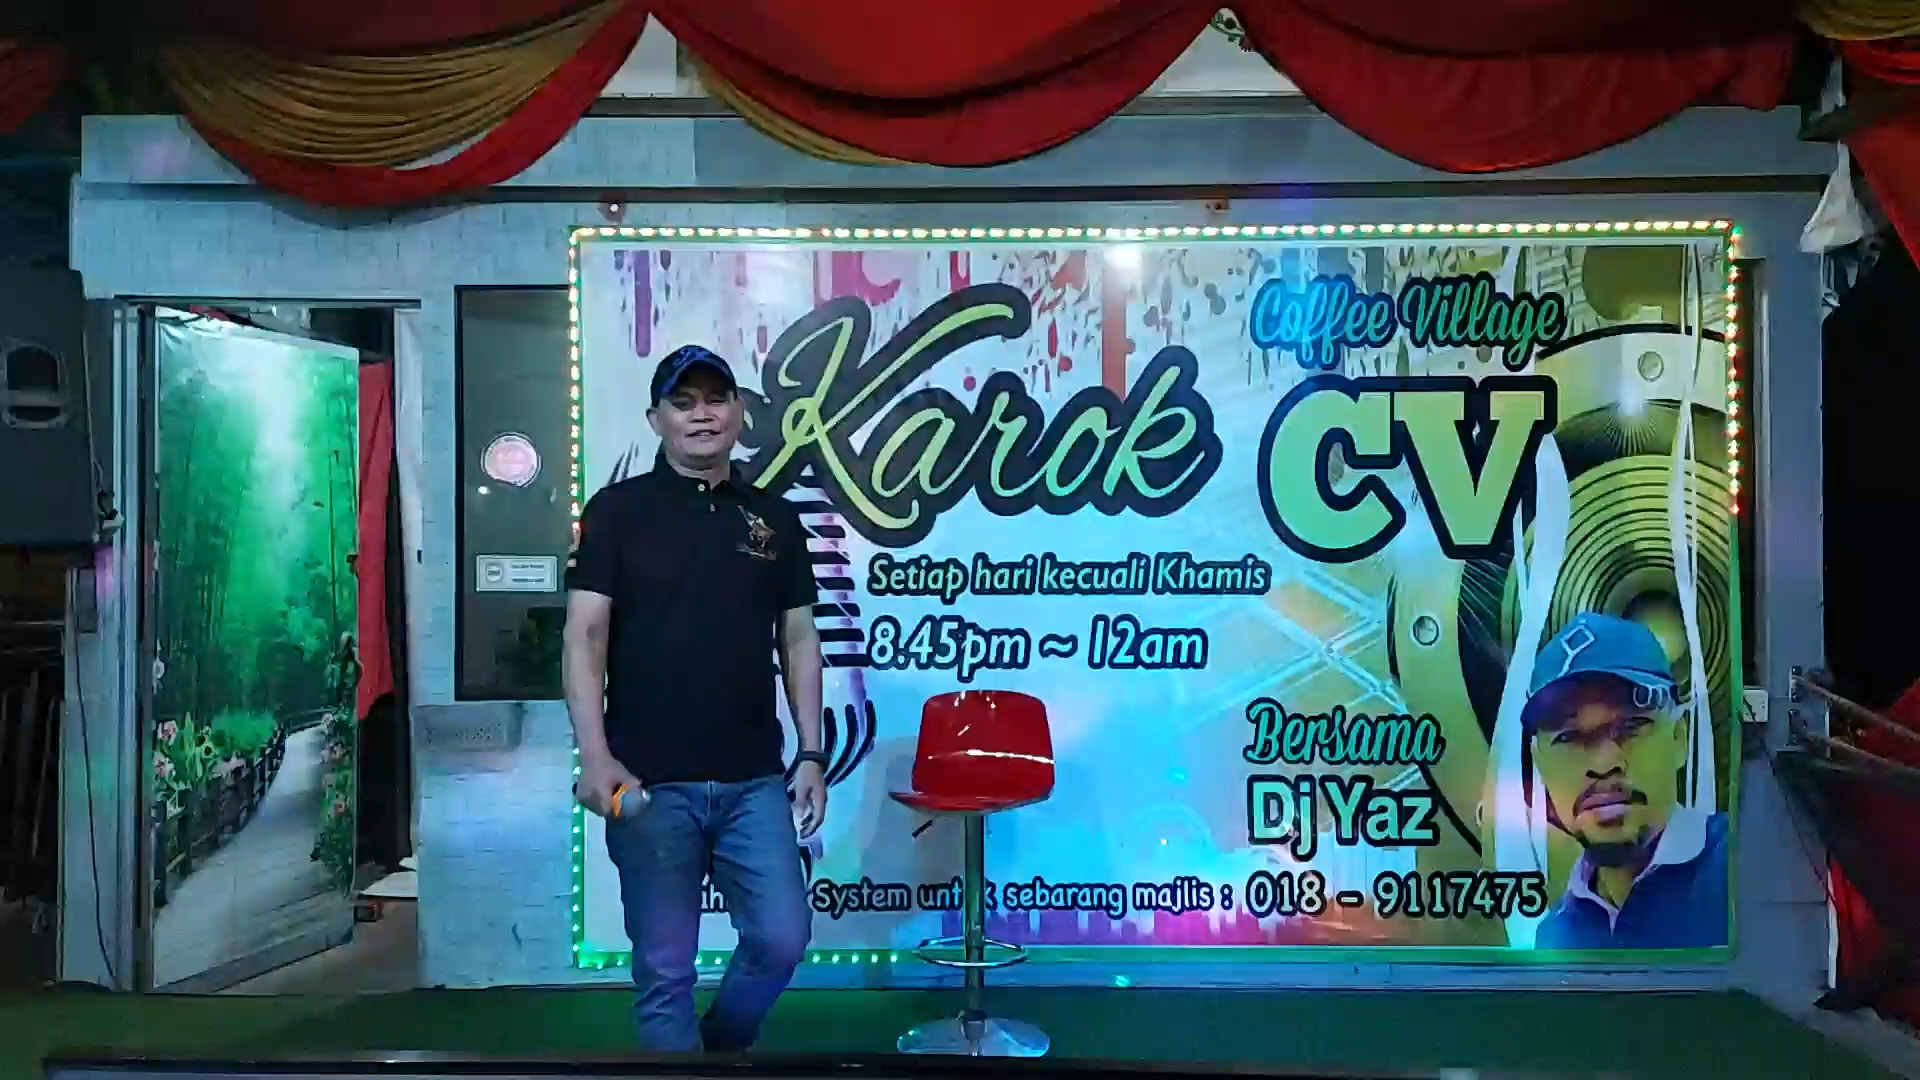 Coffee Village
Karok CV
Setiap hari kecuali Khamis
8.45pm ~ 12am
Bersama
Dj Yaz
System untuk sebarang majlis : 018 - 9117475